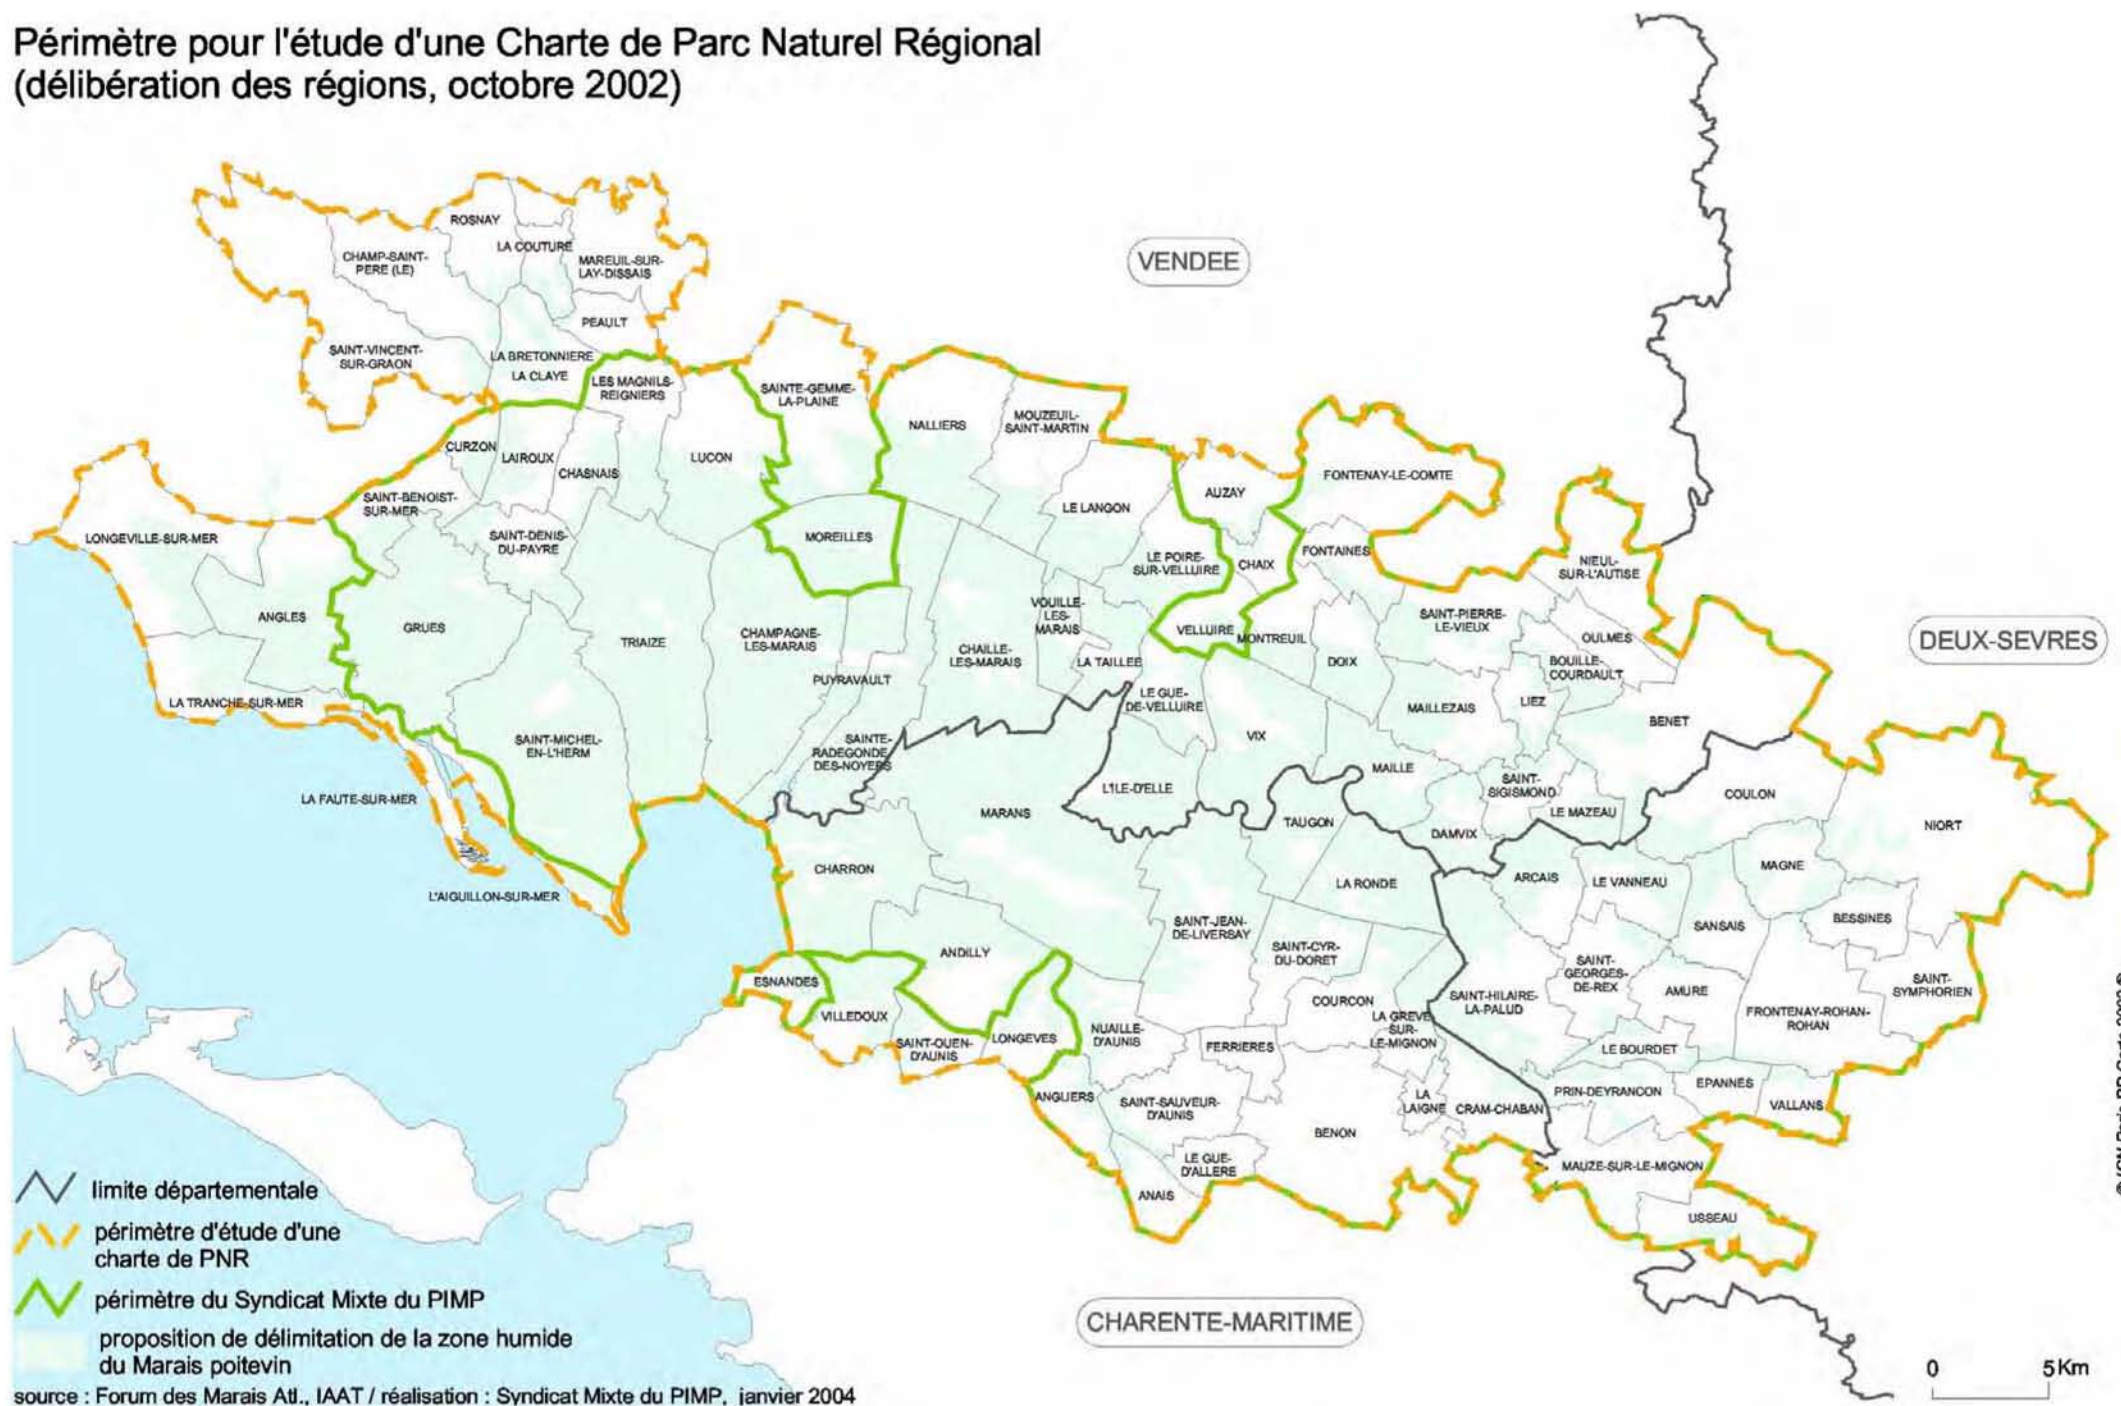 Périmètre pour l'étude d'une Charte de Parc Naturel Régional
(délibération des régions, octobre 2002)
VENDEE
DEUX-SEVRES
CHARENTE-MARITIME
ROSNAY
LA COUTURE
CHAMP-SAINT-
PERE (LE)
MAREUIL-SUR-
LAY-DISSAIS
PEAULT
SAINT-VINCENT-
SUR-GRAON
LA BRETONNIERE
LA CLAYE
LES MAGNILS-
REIGNIERS
SAINTE-GEMME-
LA-PLAINE
NALLIERS
MOUZEUIL-
SAINT-MARTIN
CURZON
LAIROUX
CHASNAIS
LUCON
AUZAY
FONTENAY-LE-COMTE
SAINT-BENOIST-
SUR-MER
LE LANGON
LONGEVILLE-SUR-MER
SAINT-DENIS-
DU-PAYRE
MOREILLES
LE POIRE-
SUR-VELLUIRE
CHAIX
FONTAINES
NIEUL-
SUR-L'AUTISE
ANGLES
GRUES
TRIAIZE
CHAMPAGNE-
LES-MARAIS
VOUILLE-
LES-
MARAIS
VELLUIRE
MONTREUIL
SAINT-PIERRE-
LE-VIEUX
OULMES
CHAILLE-
LES-MARAIS
LA TAILLEE
DOIX
BOUILLE-
COURDAULT
PUYRAVAULT
LA TRANCHE-SUR-MER
LE GUE-
DE-VELLUIRE
MAILLEZAIS
LIEZ
BENET
SAINT-MICHEL-
EN-L'HERM
SAINTE-
RADEGONDE-
DES-NOYERS
VIX
MAILLE
SAINT-
SIGISMOND
LA FAUTE-SUR-MER
L'ILE-D'ELLE
MARANS
TAUGON
LE MAZEAU
DAMVIX
COULON
NIORT
CHARRON
LA RONDE
ARCAIS
LE VANNEAU
MAGNE
L'AIGUILLON-SUR-MER
SAINT-JEAN-
DE-LIVERSAY
SANSAIS
BESSINES
ANDILLY
SAINT-CYR-
DU-DORET
SAINT-
GEORGES-
DE-REX
ESNANDES
AMURE
SAINT-
SYMPHORIEN
VILLEDOUX
COURCON
SAINT-HILAIRE-
LA-PALUD
FRONTENAY-ROHAN-
ROHAN
SAINT-OUEN-
D'AUNIS
LONGEVES
NUAILLE-
D'AUNIS
FERRIERES
LA GREVE-
SUR-
LE-MIGNON
LE BOURDET
ANGLIERS
SAINT-SAUVEUR-
D'AUNIS
LA
LAIGNE
CRAM-CHABAN
PRIN-DEYRANCON
EPANNES
VALLANS
BENON
LE GUE-
D'ALLERE
MAUZE-SUR-LE-MIGNON
ANAIS
USSEAU
limite départementale
périmètre d'étude d'une
charte de PNR
périmètre du Syndicat Mixte du PIMP
proposition de délimitation de la zone humide
du Marais poitevin
source : Forum des Marais Atl., IAAT / réalisation : Syndicat Mixte du PIMP, janvier 2004
0 5 Km